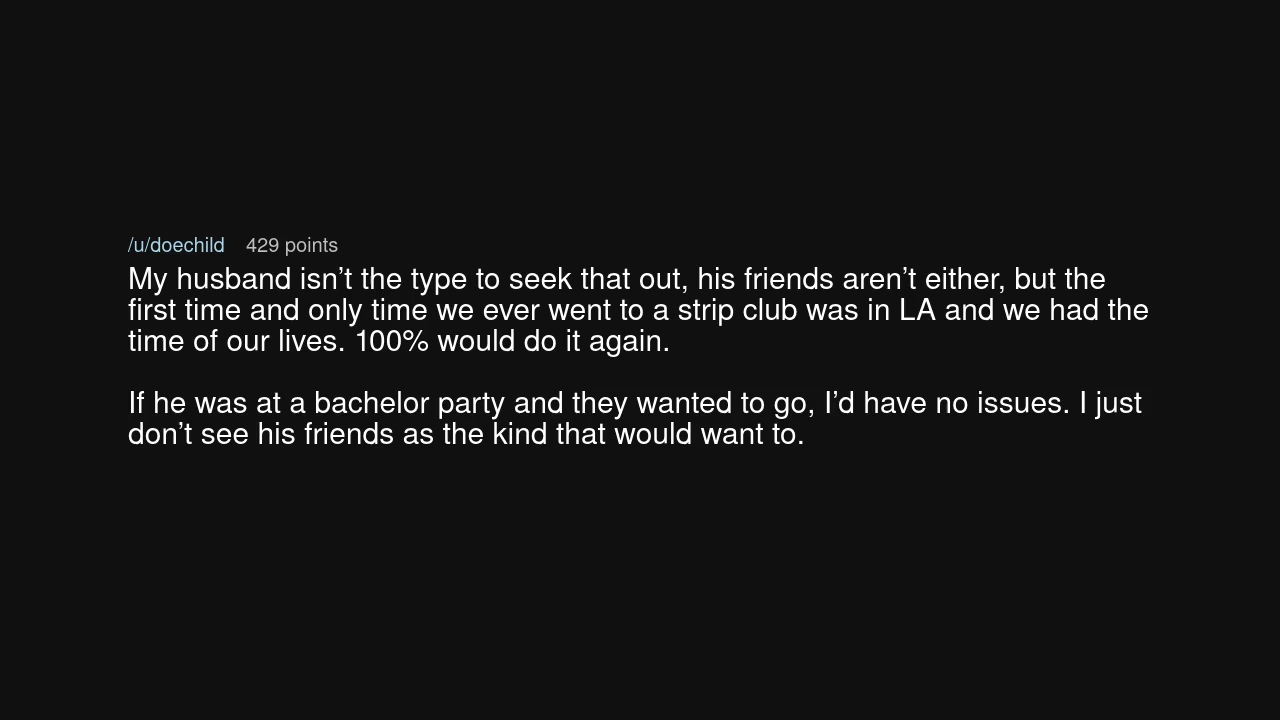 /u/doechild 429 points
My husband isn’t the type to seek that out, his friends aren’t either, but the
first time and only time we ever went to a strip club was in LA and we had the
time of our lives. 100% would do it again.
If he was at a bachelor party and they wanted to go, I’d have no issues. I just
don’t see his friends as the kind that would want to.